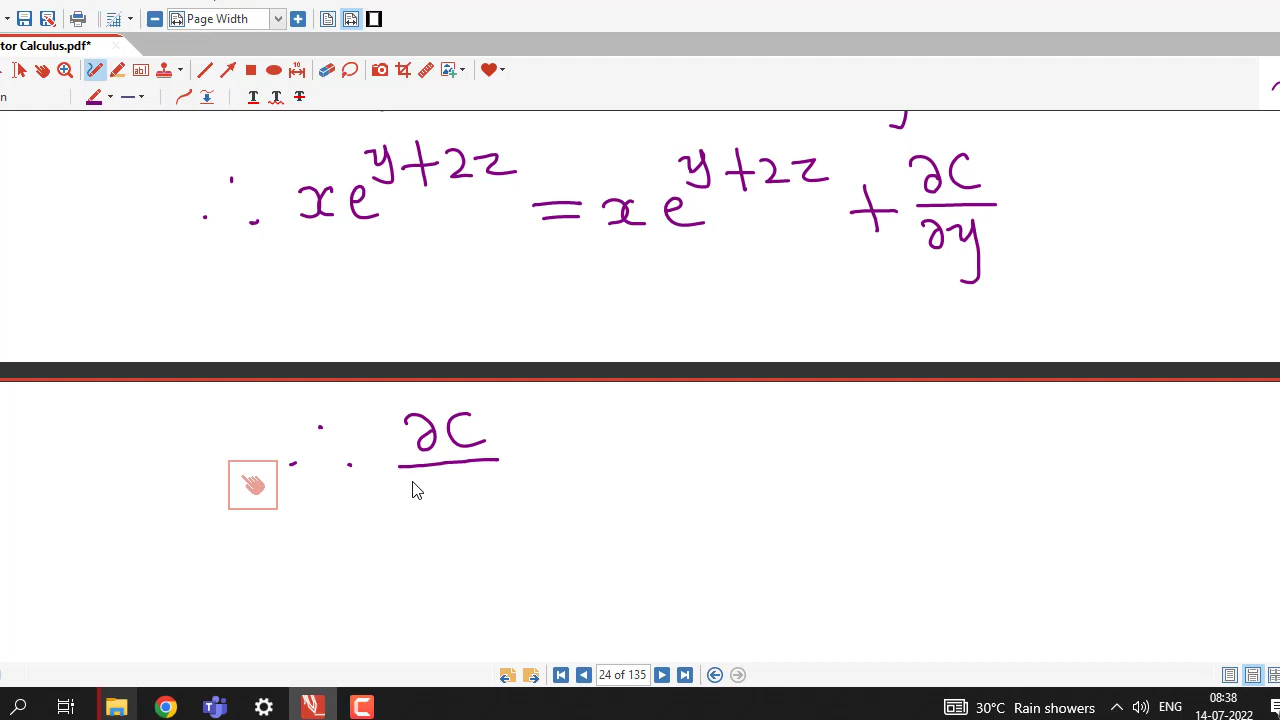 Page Width
tor Calculus.pdf*
10
n
T T T
∴ xe^{y+2z} = xe^{y+2z} + ∂C/∂y
∴ ∂C
24 of 135
30°C Rain showers
ENG
08:38
14-07-2022